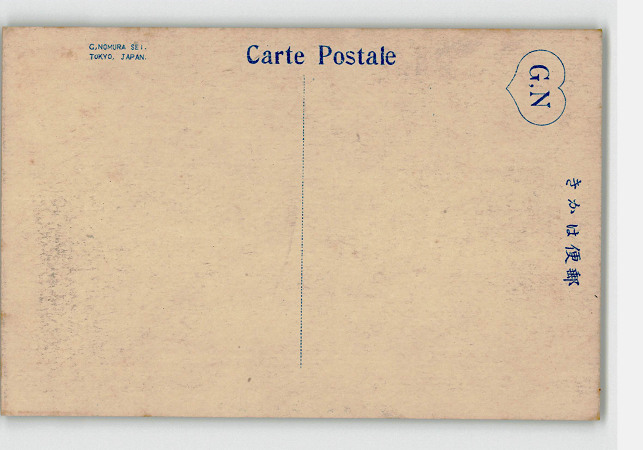 G,NOMURA SEI.
TOKYO, JAPAN.
Carte Postale
G,N
きかは便郵